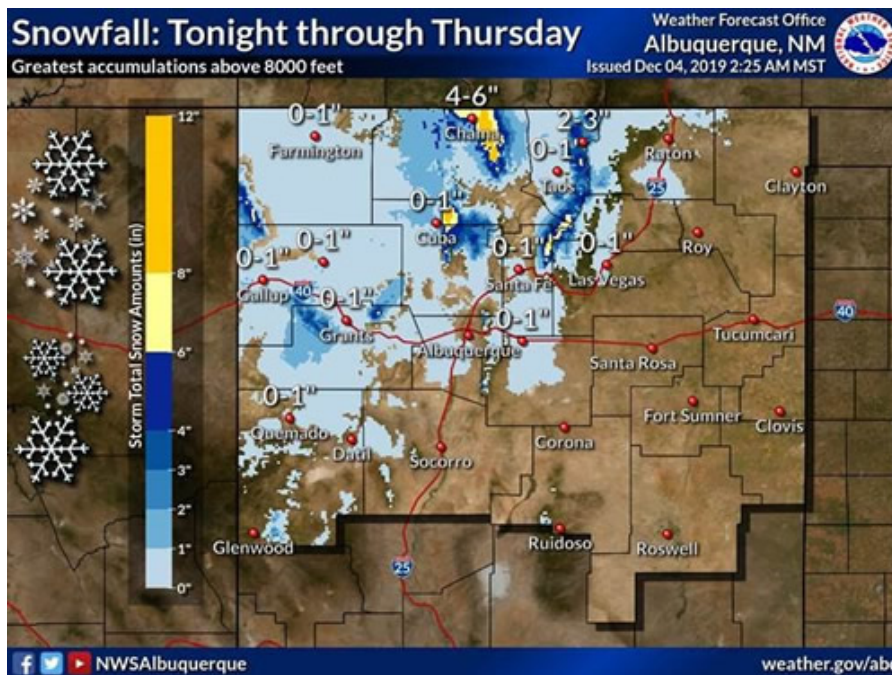 Snowfall: Tonight through Thursday
Greatest accumulations above 8000 feet
Weather Forecast Office
Albuquerque, NM
Issued Dec 04, 2019 2:25 AM MST
Storm Total Snow Amounts (in)
12"
8"
6"
4"
3"
2"
1"
0"
4-6"
Chama
0-1"
Farmington
2-3"
0-1"
Taos
Raton
25
Clayton
0-1"
Cuba
Roy
0-1"
0-1"
Gallup
40
0-1"
Santa Fe
0-1"
Las Vegas
0-1"
Grants
Albuquerque
0-1"
Santa Rosa
Tucumcari
40
0-1"
Quemado
Datil
Socorro
Corona
Fort Sumner
Clovis
Glenwood
25
Ruidoso
Roswell
NWSAlbuquerque
weather.gov/abq